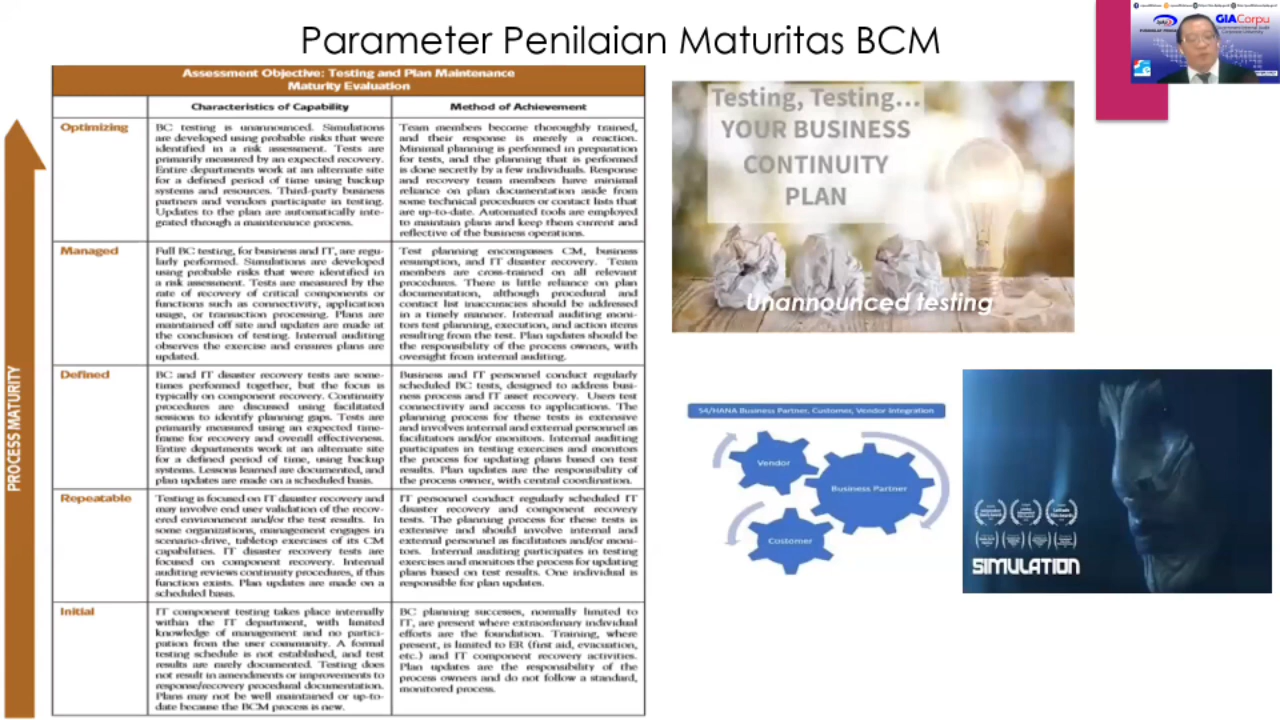 Parameter Penilaian Maturitas BCM
Assessment Objective: Testing and Plan Maintenance
Maturity Evaluation
Characteristics of Capability
Method of Achievement
PROCESS MATURITY
Optimizing
BC testing is unannounced. Simulations
are developed using probable risks that were
identified in a risk assessment. Tests are
primarily measured by an expected recovery.
Entire departments work at an alternate site
for a defined period of time using backup
systems and resources. Third-party business
partners and vendors participate in testing.
Updates to the plan are automatically inte-
grated through a maintenance process.
Team members become thoroughly trained,
and their response is merely a reaction.
Minimal planning is performed in preparation
for tests, and the planning that is performed
is done secretly by a few individuals. Response
and recovery team members have minimal
reliance on plan documentation aside from
some technical procedures or contact lists that
are up-to-date. Automated tools are employed
to maintain plans and keep them current and
reflective of the business operations.
Managed
Full BC testing, for business and IT, are regu-
larly performed. Simulations are developed
using probable risks that were identified in
a risk assessment. Tests are measured by the
rate of recovery of critical components or
functions such as connectivity, application
usage, or transaction processing. Plans are
maintained off site and updates are made at
the conclusion of testing. Internal auditing
observes the exercise and ensures plans are
updated.
Test planning encompasses CM, business
resumption, and IT disaster recovery. Team
members are cross-trained on all relevant
procedures. There is little reliance on plan
documentation, although procedural and
contact list inaccuracies should be addressed
in a timely manner. Internal auditing moni-
tors test planning, execution, and action items
resulting from the test. Plan updates should be
the responsibility of the process owners, with
oversight from internal auditing.
Defined
BC and IT disaster recovery tests are some-
times performed together, but the focus is
typically on component recovery. Continuity
procedures are discussed using facilitated
sessions to identify planning gaps. Tests are
primarily measured using an expected time-
frame for recovery and overall effectiveness.
Entire departments work at an alternate site
for a defined period of time, using backup
systems. Lessons learned are documented, and
plan updates are made on a scheduled basis.
Business and IT personnel conduct regularly
scheduled BC tests, designed to address busi-
ness process and IT asset recovery. Users test
connectivity and access to applications. The
planning process for these tests is extensive
and involves internal and external personnel as
facilitators and/or monitors. Internal auditing
participates in testing exercises and monitors
the process for updating plans based on test
results. Plan updates are the responsibility of
the process owner, with central coordination.
Repeatable
Testing is focused on IT disaster recovery and
may involve end user validation of the recov-
ered environment and/or the test results. In
some organizations, management engages in
scenario-drive, tabletop exercises of its CM
capabilities. IT disaster recovery tests are
focused on component recovery. Internal
auditing reviews continuity procedures, if this
function exists. Plan updates are made on a
scheduled basis.
IT personnel conduct regularly scheduled IT
disaster recovery and component recovery
tests. The planning process for these tests is
extensive and should involve internal and
external personnel as facilitators and/or moni-
tors. Internal auditing participates in testing
exercises and monitors the process for updating
plans based on test results. One individual is
responsible for plan updates.
Initial
IT component testing takes place internally
within the IT department, with limited
knowledge of management and no partici-
pation from the user community. A formal
testing schedule is not established, and test
results are rarely documented. Testing does
not result in amendments or improvements to
response/recovery procedural documentation.
Plans may not be well maintained or up-to-
date because the BCM process is new.
BC planning successes, normally limited to
IT, are present where extraordinary individual
efforts are the foundation. Training, where
present, is limited to ER (first aid, evacuation,
etc.) and IT component recovery activities.
Plan updates are the responsibility of the
process owners and do not follow a standard,
monitored process.
Testing, Testing...
YOUR BUSINESS
CONTINUITY
PLAN
Unannounced testing
S4/HANA Business Partner, Customer, Vendor Integration
Vendor
Business Partner
Customer
SIMULATION
GIACorpu